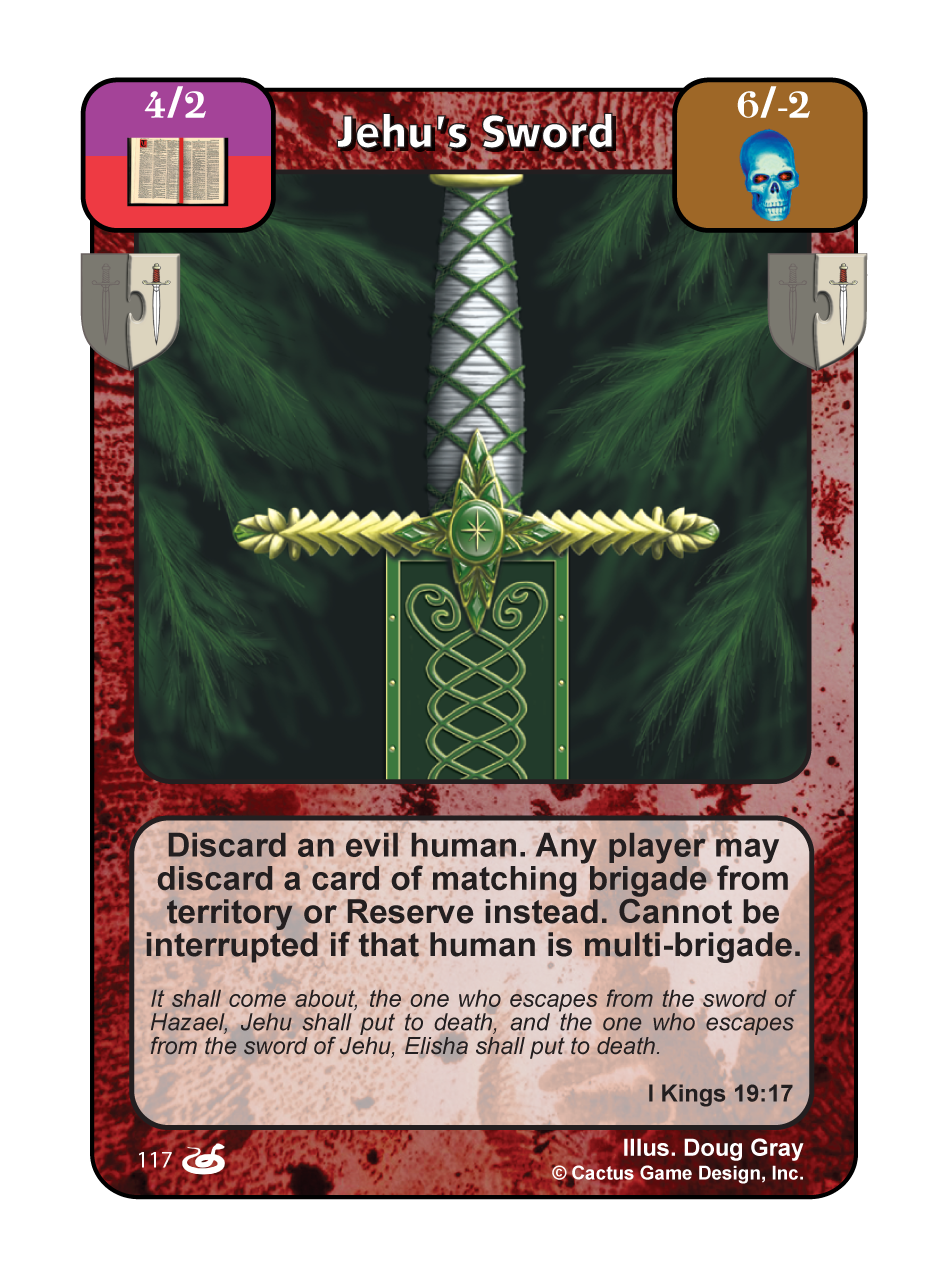 4/2
Jehu's Sword
6/-2
Discard an evil human. Any player may
discard a card of matching brigade from
territory or Reserve instead. Cannot be
interrupted if that human is multi-brigade.
It shall come about, the one who escapes from the sword of
Hazael, Jehu shall put to death, and the one who escapes
from the sword of Jehu, Elisha shall put to death.
I Kings 19:17
117
Illus. Doug Gray
© Cactus Game Design, Inc.